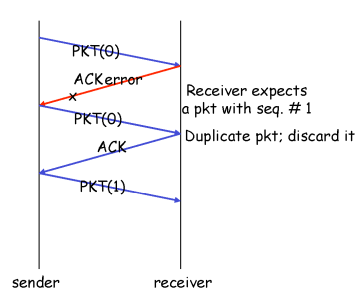 PKT(0)
ACKerror
x
Receiver expects
a pkt with seq. # 1
PKT(0)
Duplicate pkt; discard it
ACK
PKT(1)
sender
receiver